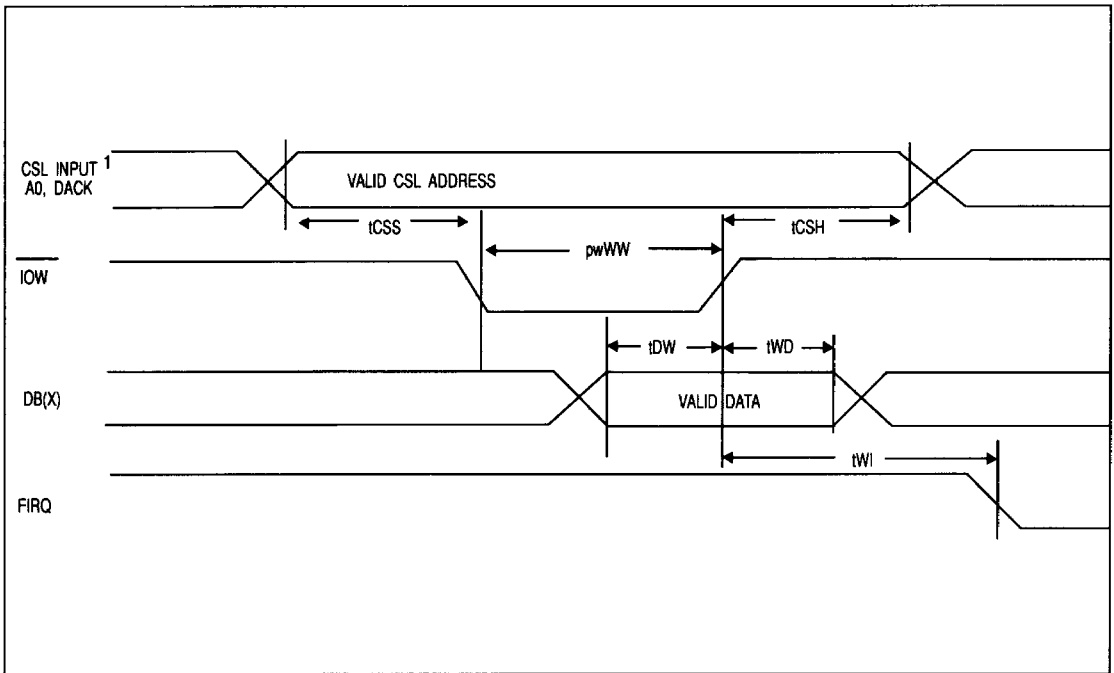 CSL INPUT 1
A0, DACK
VALID CSL ADDRESS
tCSS
tCSH
pwWW
IOW
tDW
tWD
DB(X)
VALID DATA
tWI
FIRQ